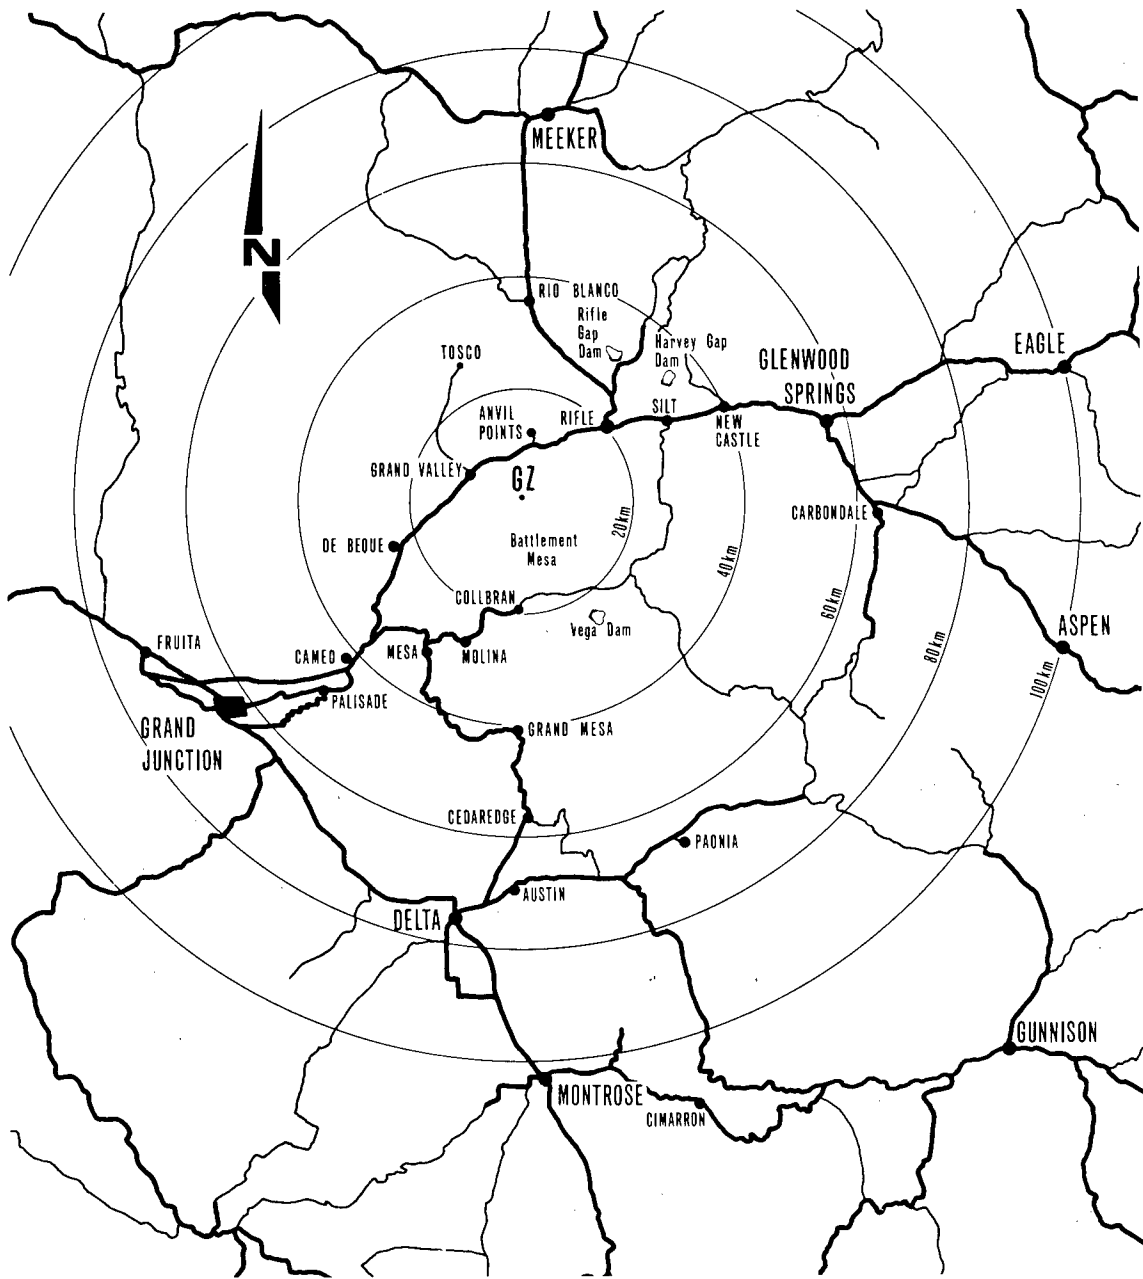 MEEKER
N
RIO BLANCO
Rifle
Gap
Dam
Harvey Gap
Dam
TOSCO
GLENWOOD
SPRINGS
EAGLE
ANVIL
POINTS
RIFLE
SILT
NEW
CASTLE
GRAND VALLEY
GZ
CARBONDALE
20km
40km
60km
80km
100km
DE BEQUE
Battlement
Mesa
COLLBRAN
Vega Dam
ASPEN
FRUITA
CAMEO
MESA
MOLINA
PALISADE
GRAND
JUNCTION
GRAND MESA
CEDAREDGE
PAONIA
AUSTIN
DELTA
GUNNISON
MONTROSE
CIMARRON